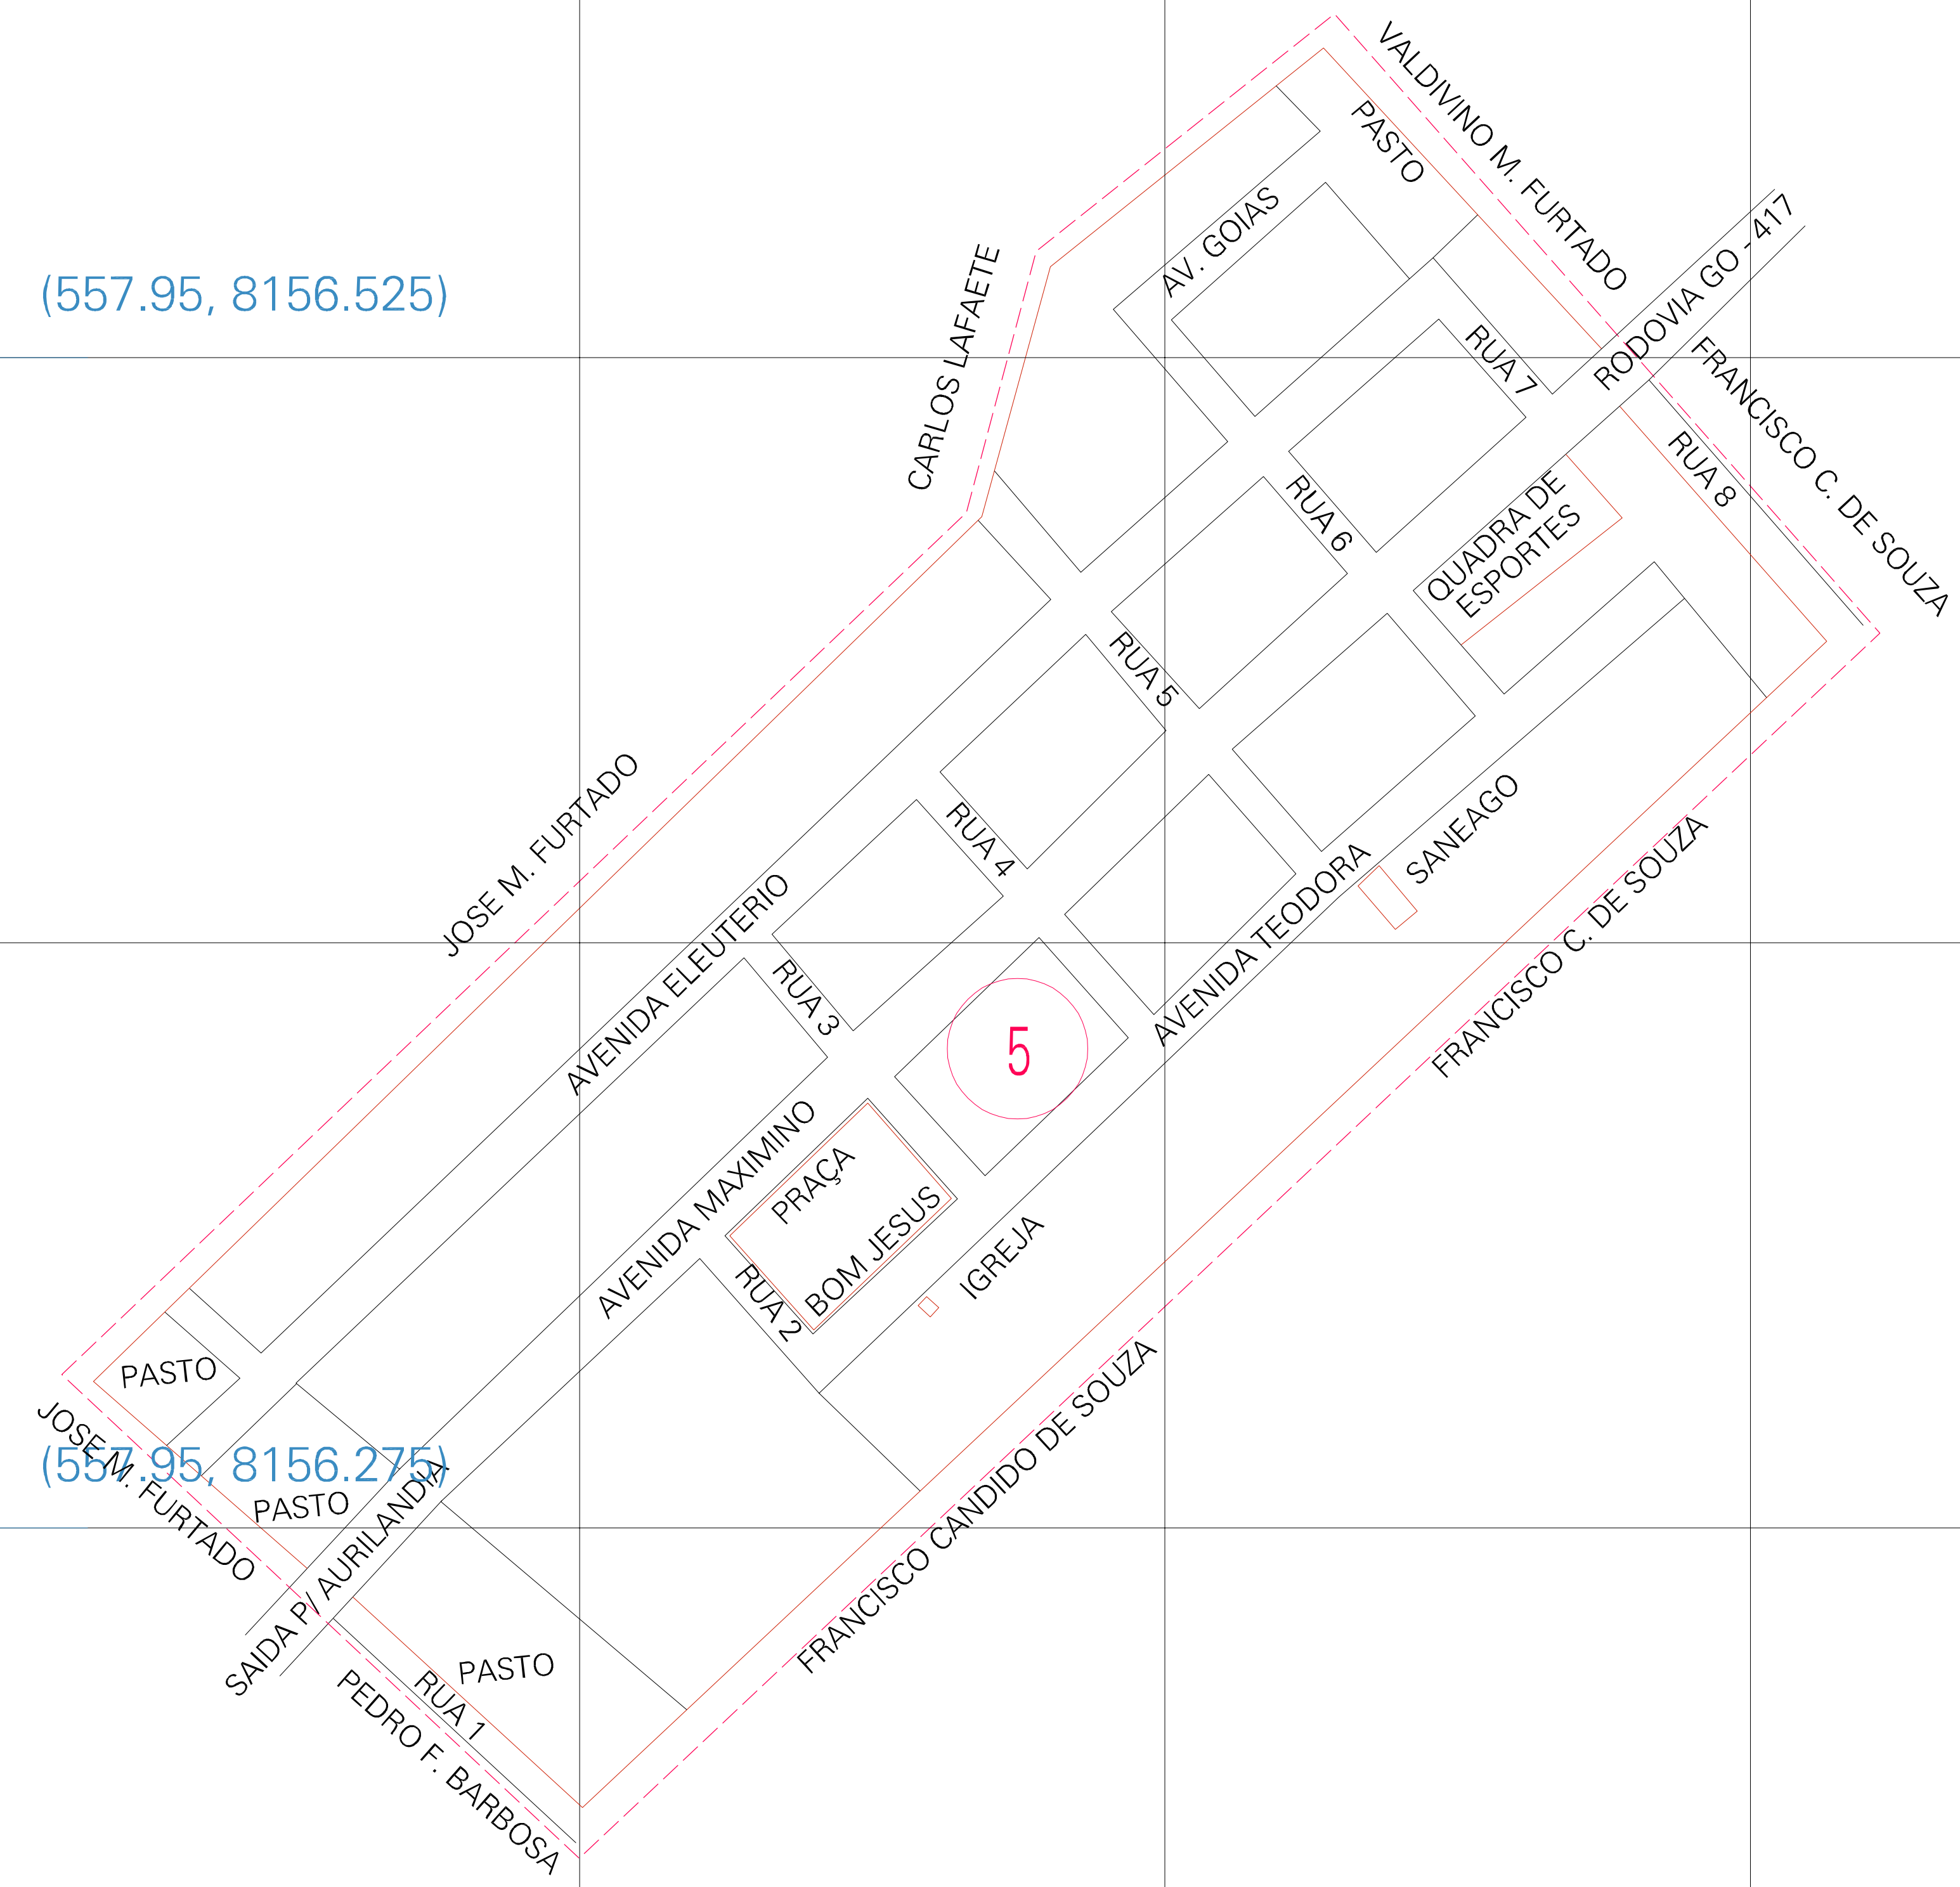 VALDIVINO M. FURTADO
PASTO
AV. GOIAS
RODOVIA GO - 417
(557.95, 8156.525)
CARLOS LAFAETE
RUA 7
FRANCISCO C. DE SOUZA
RUA 8
RUA 6
QUADRA DE
ESPORTES
RUA 5
JOSE M. FURTADO
RUA 4
SANEAGO
AVENIDA TEODORA
FRANCISCO C. DE SOUZA
AVENIDA ELEUTERIO
RUA 3
5
AVENIDA MAXIMINO
PRAÇA
BOM JESUS
IGREJA
RUA 2
PASTO
JOSE M. FURTADO
(557.95, 8156.275)
PASTO
SAIDA P/ AURILANDIA
FRANCISCO CANDIDO DE SOUZA
PASTO
RUA 1
PEDRO F. BARBOSA